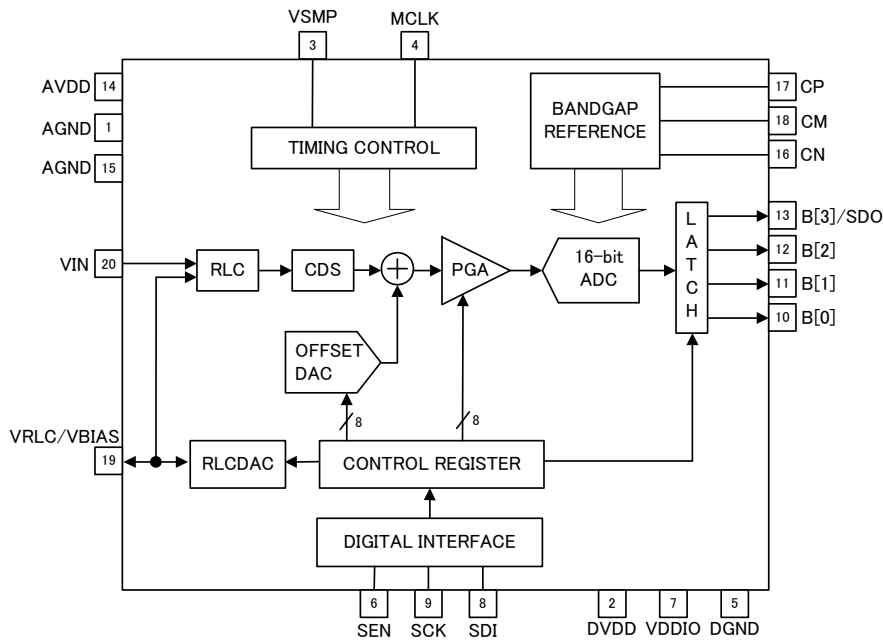 VSMP MCLK
3 4
AVDD 14
17 CP
BANDGAP
REFERENCE
AGND 1
18 CM
TIMING CONTROL
AGND 15
16 CN
13 B[3]/SDO
L
A
T
C
H
12 B[2]
VIN 20
RLC CDS + PGA 16-bit
ADC
11 B[1]
10 B[0]
OFFSET
DAC
8 8
VRLC/VBIAS
19
RLCDAC CONTROL REGISTER
DIGITAL INTERFACE
6 9 8 2 7 5
SEN SCK SDI DVDD VDDIO DGND